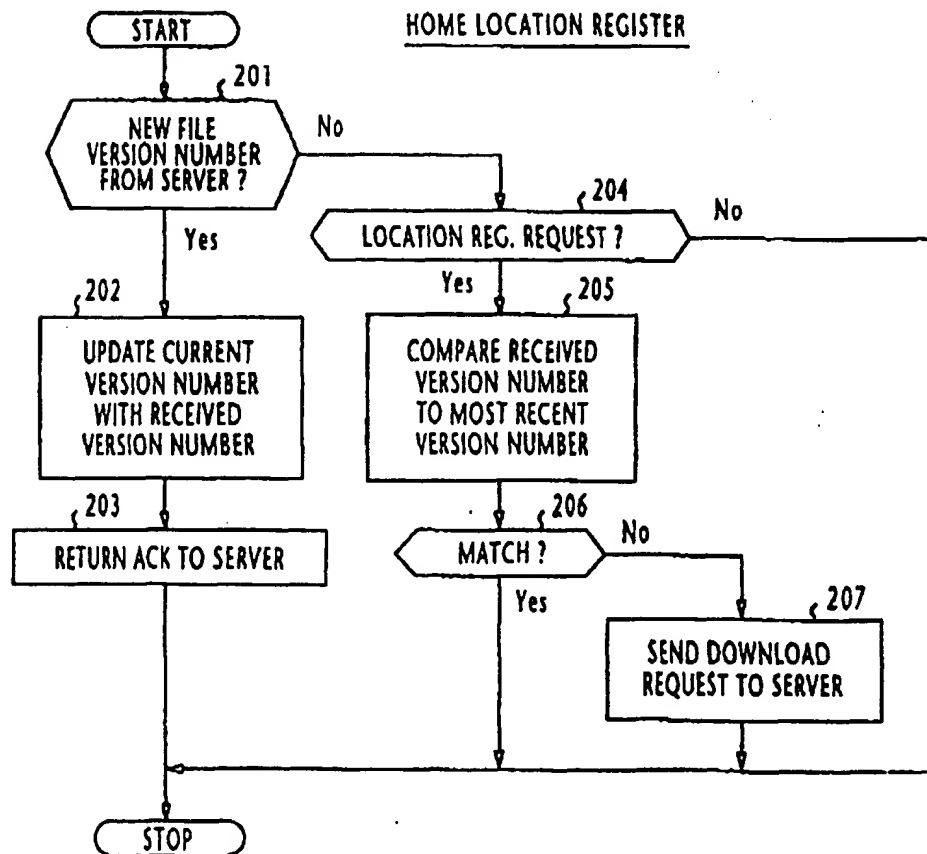 START
HOME LOCATION REGISTER
201
NEW FILE
VERSION NUMBER
FROM SERVER ?
No
204
LOCATION REG. REQUEST ?
No
Yes
Yes
202
UPDATE CURRENT
VERSION NUMBER
WITH RECEIVED
VERSION NUMBER
205
COMPARE RECEIVED
VERSION NUMBER
TO MOST RECENT
VERSION NUMBER
203
RETURN ACK TO SERVER
206
MATCH ?
No
Yes
207
SEND DOWNLOAD
REQUEST TO SERVER
STOP